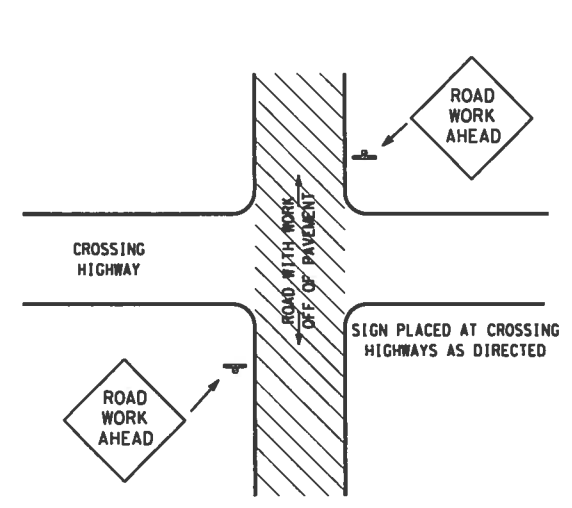 ROAD
WORK
AHEAD
CROSSING
HIGHWAY
ROAD WITH WORK
OFF OF PAVEMENT
SIGN PLACED AT CROSSING
HIGHWAYS AS DIRECTED
ROAD
WORK
AHEAD